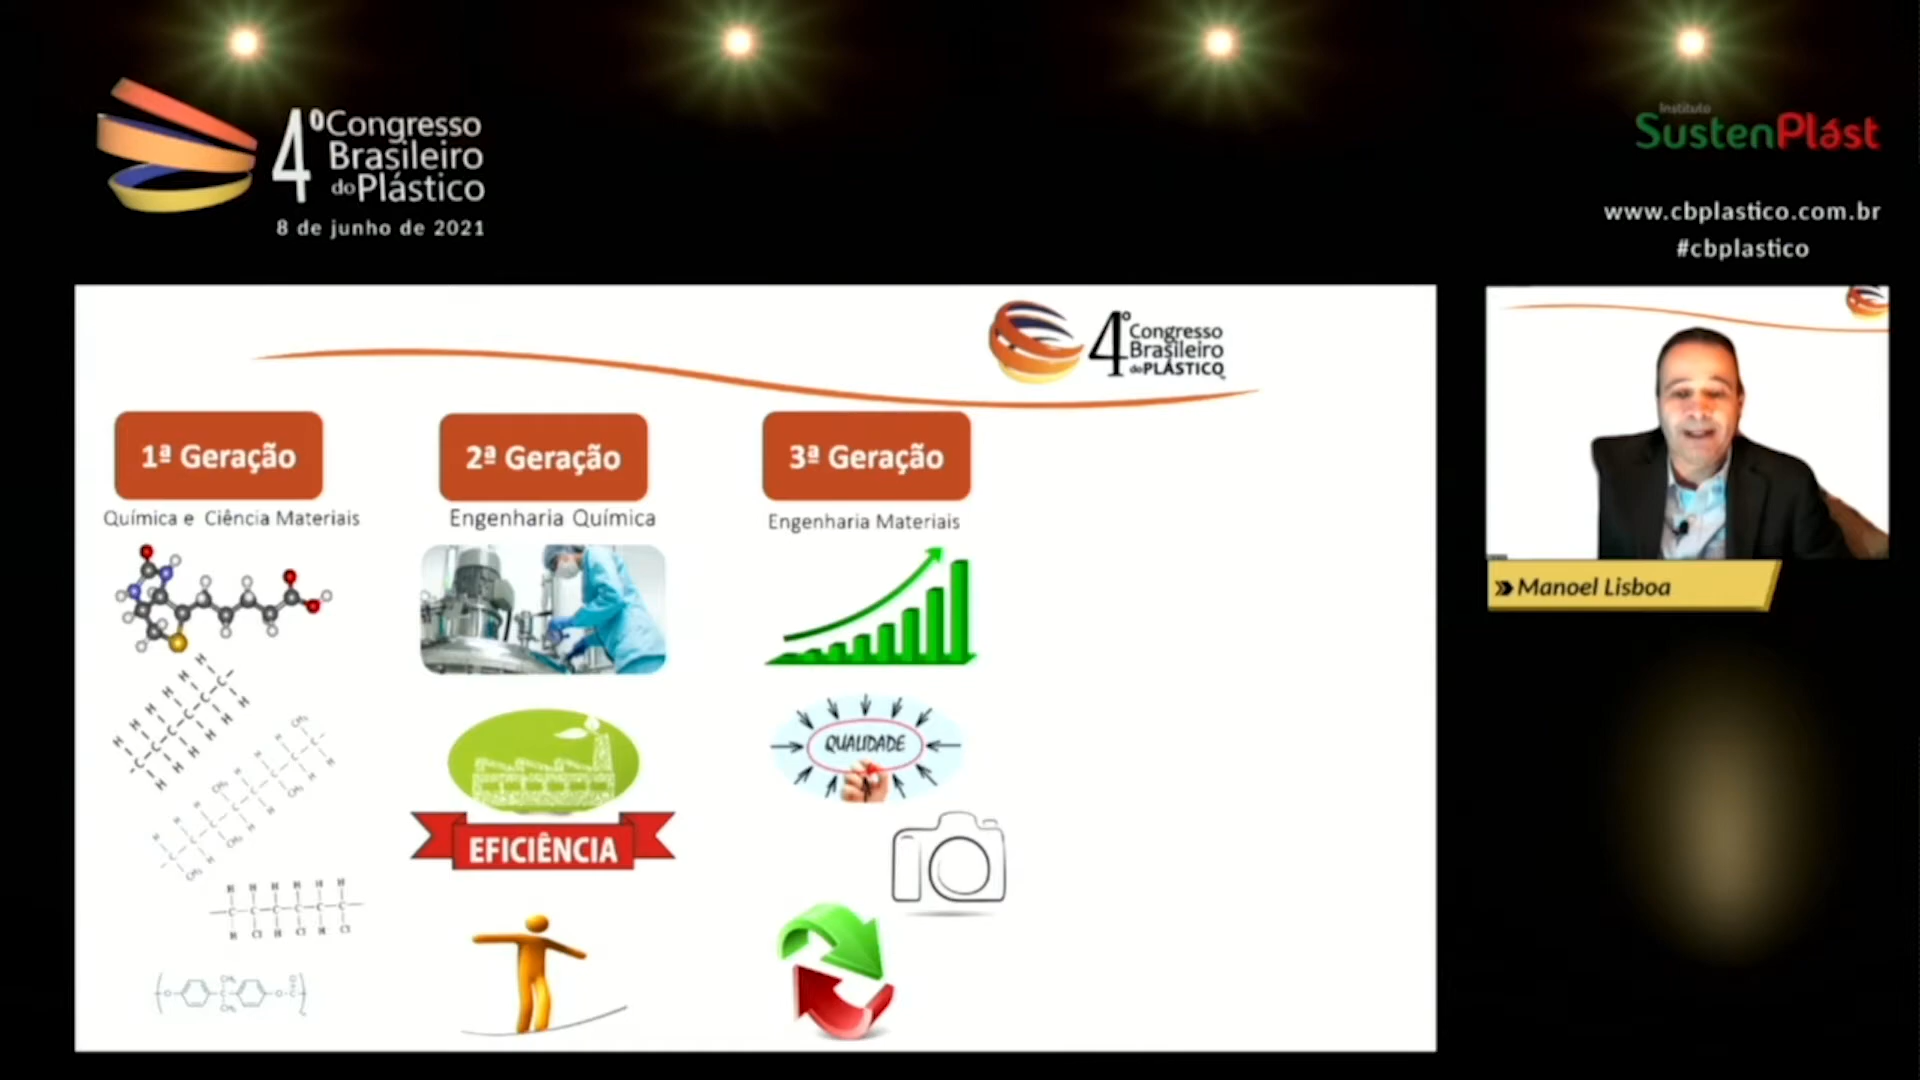 4º Congresso
Brasileiro
do Plástico
8 de junho de 2021
Instituto
SustenPlást
www.cbplastico.com.br
#cbplastico
4º Congresso
Brasileiro
do PLÁSTICO
1ª Geração
2ª Geração
3ª Geração
Química e Ciência Materiais
Engenharia Química
Engenharia Materiais
QUALIDADE
EFICIÊNCIA
Manoel Lisboa